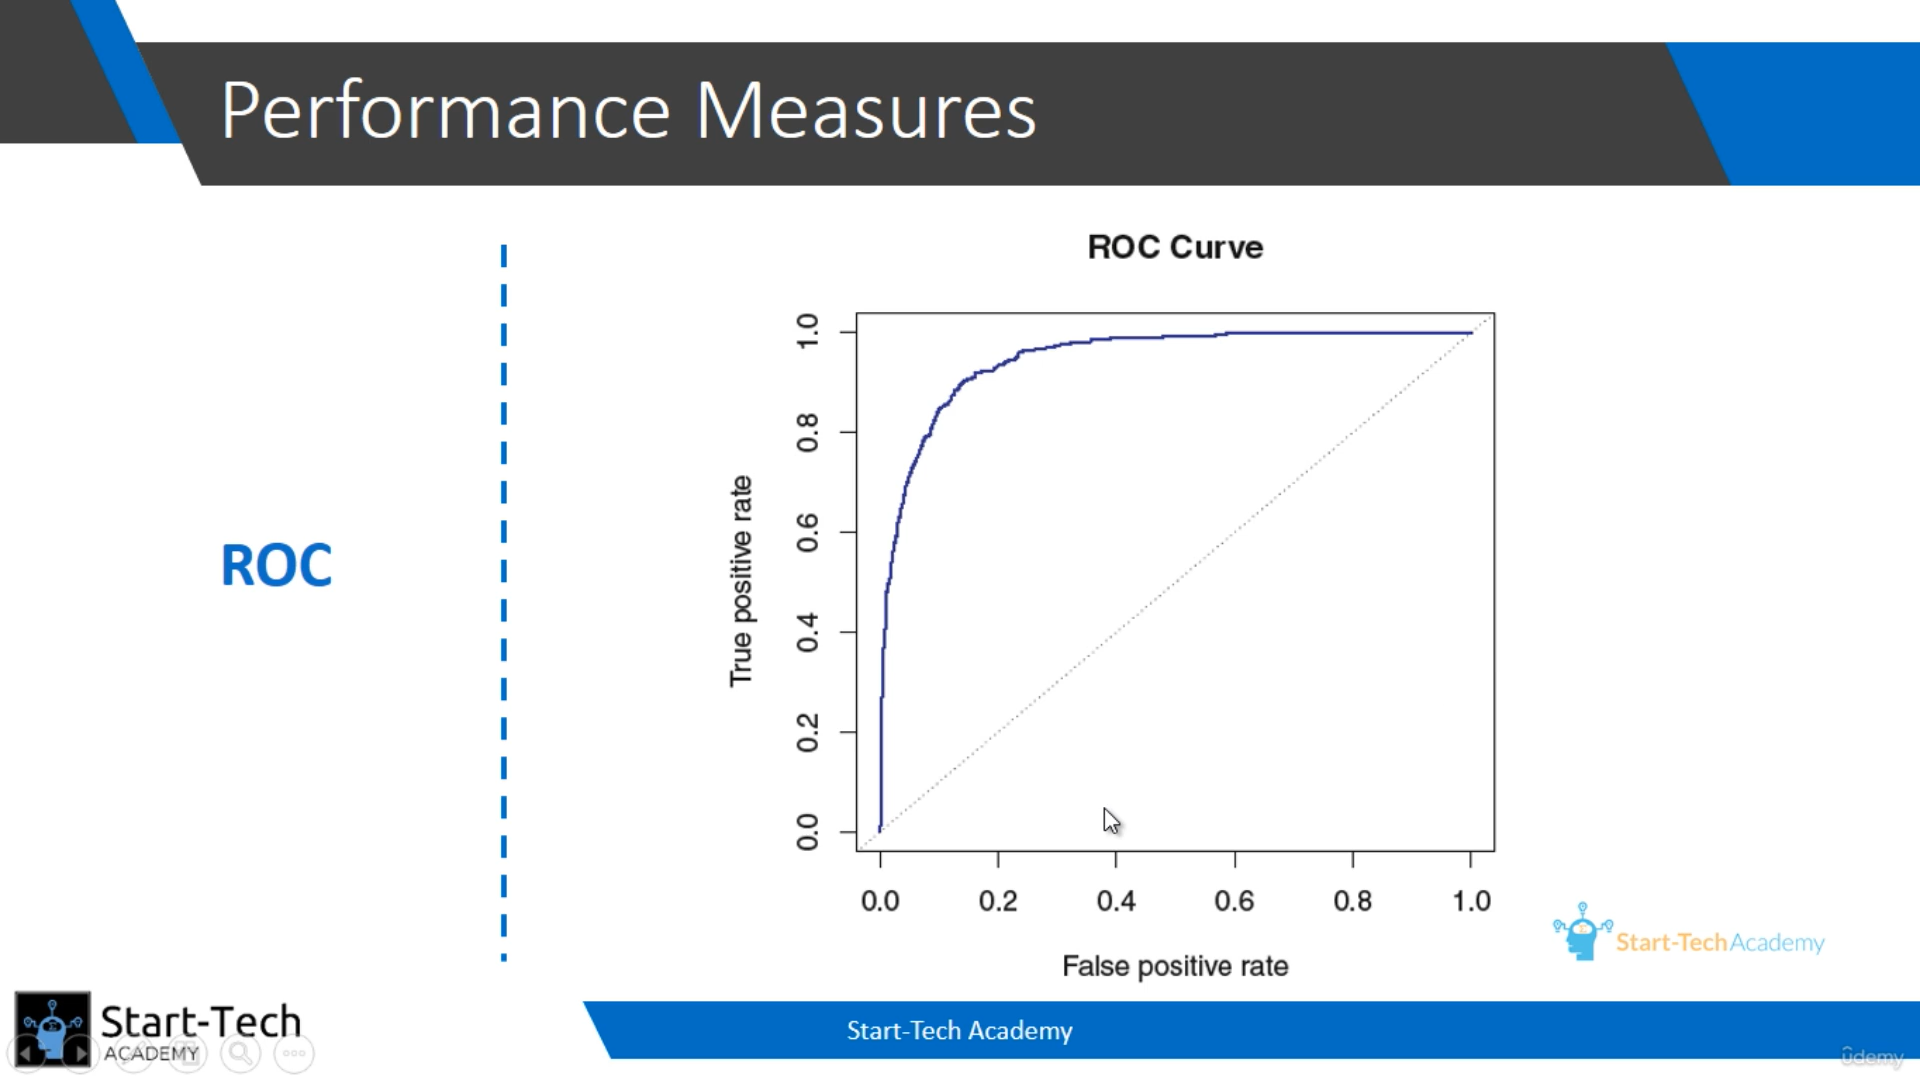 Performance Measures
ROC
ROC Curve
True positive rate
1.0
0.8
0.6
0.4
0.2
0.0
0.0 0.2 0.4 0.6 0.8 1.0
False positive rate
Start-TechAcademy
Start-Tech
ACADEMY
Start-Tech Academy
ûdemy